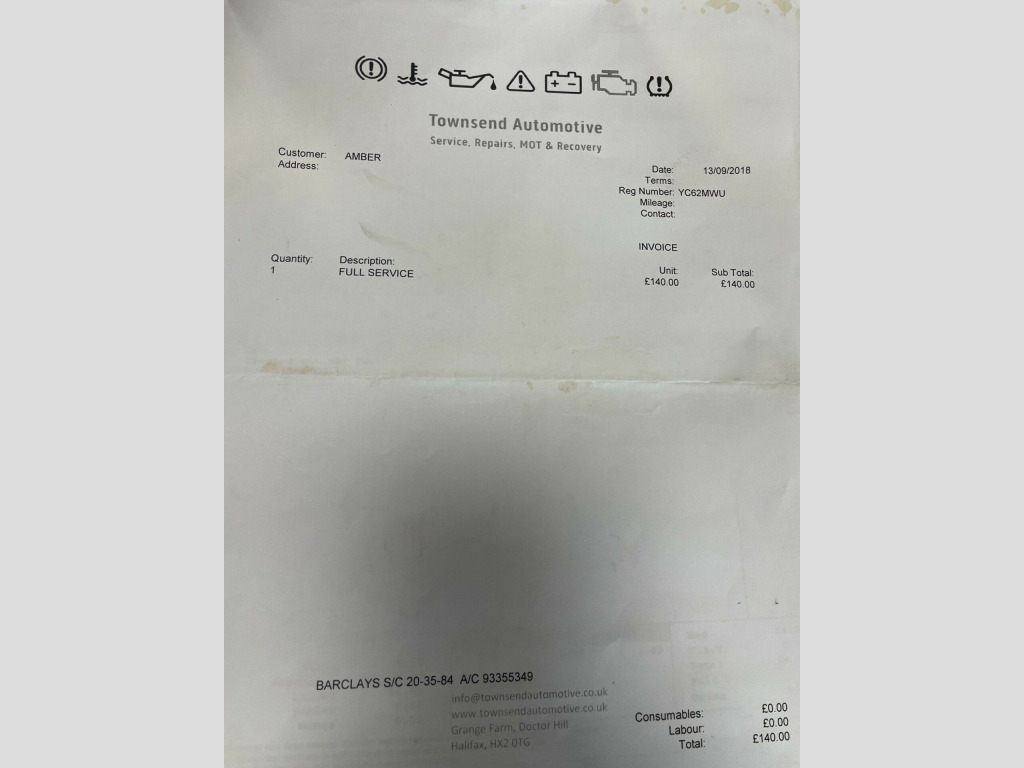 Townsend Automotive
Service, Repairs, MOT & Recovery
Customer: AMBER
Address:
Date: 13/09/2018
Terms:
Reg Number: YC62MWU
Mileage:
Contact:
INVOICE
Quantity: Description: Unit: Sub Total:
1 FULL SERVICE £140.00 £140.00
BARCLAYS S/C 20-35-84 A/C 93355349
info@townsendautomotive.co.uk
www.townsendautomotive.co.uk
Grange Farm, Doctor Hill
Halifax, HX2 0TG
Consumables: £0.00
Labour: £0.00
Total: £140.00